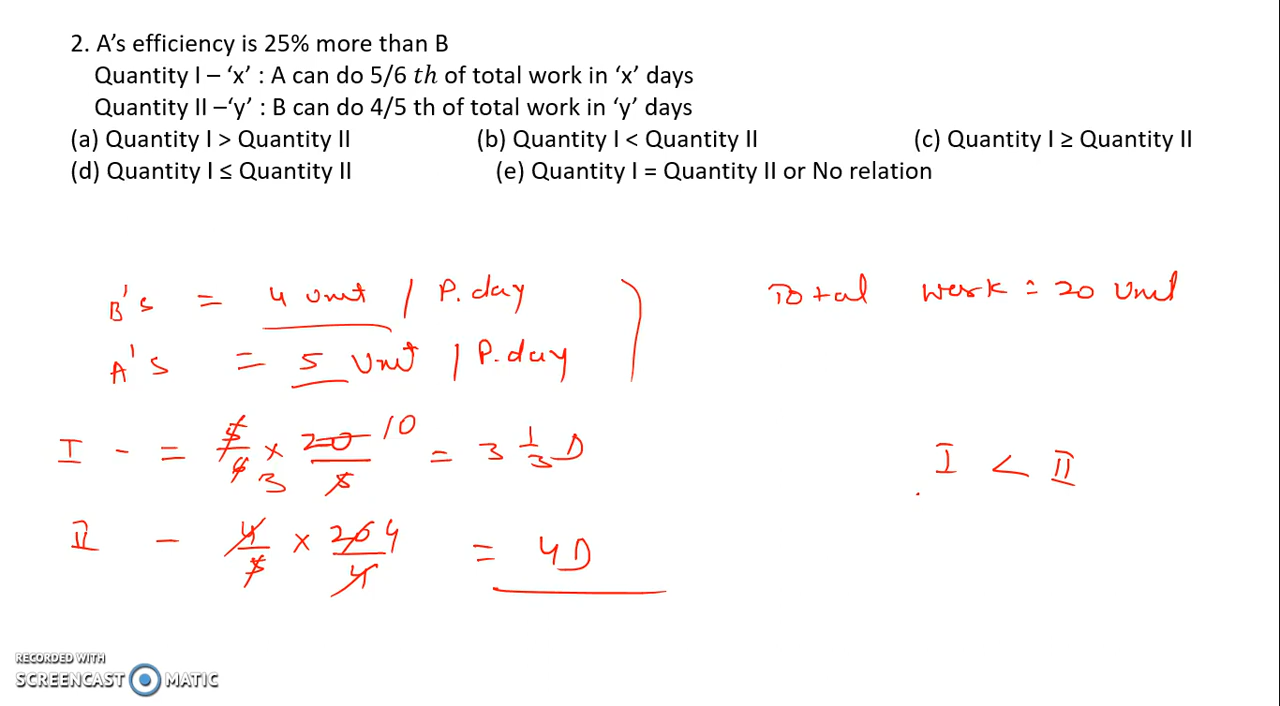 2. A’s efficiency is 25% more than B
Quantity I – ‘x’ : A can do 5/6 th of total work in ‘x’ days
Quantity II –‘y’ : B can do 4/5 th of total work in ‘y’ days
(a) Quantity I > Quantity II (b) Quantity I < Quantity II (c) Quantity I ≥ Quantity II
(d) Quantity I ≤ Quantity II (e) Quantity I = Quantity II or No relation
B's = 4 Unit / P.day Total Work = 20 Unit
A's = 5 Unit / P.day
I - = 5/6 3 × 20/5 10 = 3 1/3 D I < II
II - 4/5 × 20/4 4 = 4D
RECORDED WITH
SCREENCAST MATIC